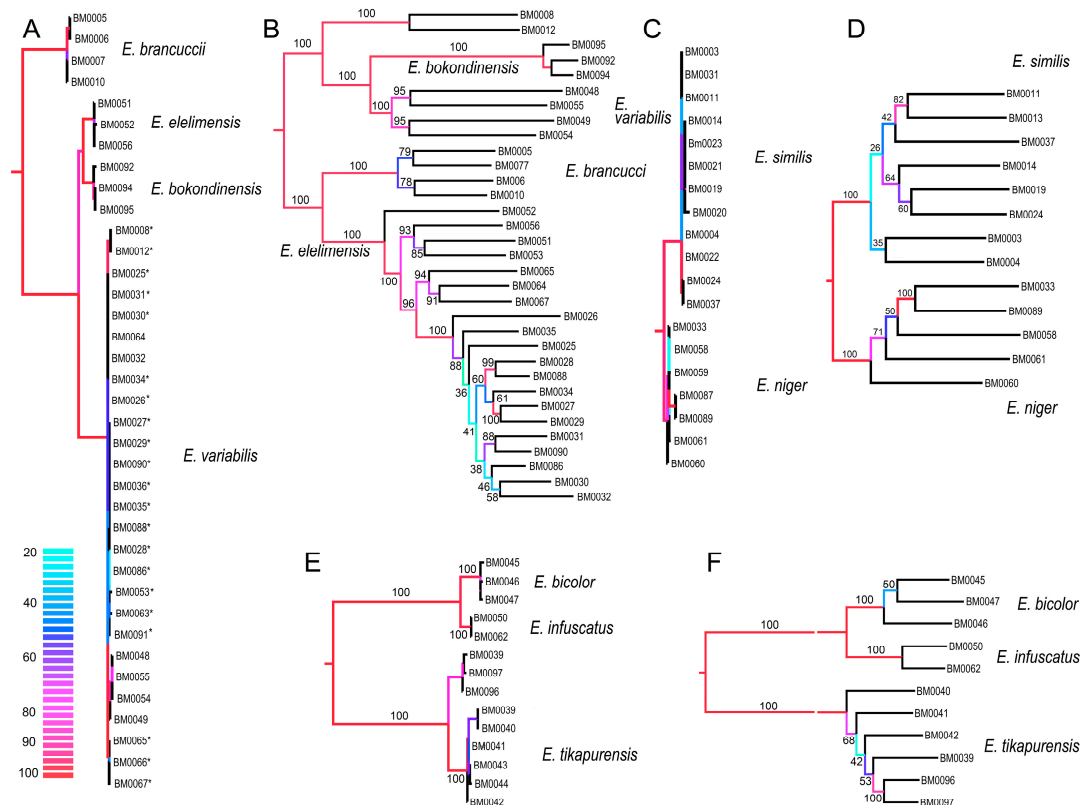 A
BM0005
BM0006
BM0007
BM0010
E. brancuccii
BM0051
BM0052
BM0056
E. elelimensis
BM0092
BM0094
BM0095
E. bokondinensis
BM0008*
BM0012*
BM0025*
BM0031*
BM0030*
BM0064
BM0032
BM0034*
BM0026*
BM0027*
BM0029*
BM0090*
BM0036*
BM0035*
BM0088*
BM0028*
BM0086*
BM0053*
BM0063*
BM0091*
BM0048
BM0055
BM0054
BM0049
BM0065*
BM0066*
BM0067*
E. variabilis
20
40
60
80
90
100
B
100
BM0008
BM0012
100
BM0095
BM0092
BM0094
E. bokondinensis
100
100
95
BM0048
BM0055
95
BM0049
BM0054
E. variabilis
100
100
79
BM0005
BM0077
78
BM006
BM0010
E. brancucci
100
BM0052
E. elelimensis
93
BM0056
85
BM0051
BM0053
100
94
BM0065
91
BM0064
BM0067
96
100
BM0026
88
BM0035
36
BM0025
41
60
99
BM0028
BM0088
BM0034
61
BM0027
100
BM0029
88
BM0031
BM0090
38
BM0086
46
BM0030
58
BM0032
C
BM0003
BM0031
BM0011
BM0014
Bm0023
BM0021
BM0019
BM0020
BM0004
BM0022
BM0024
BM0037
E. similis
BM0033
BM0058
BM0059
BM0087
BM0089
BM0061
BM0060
E. niger
D
E. similis
82
BM0011
BM0013
42
BM0037
26
64
BM0014
BM0019
60
BM0024
100
35
BM0003
BM0004
100
BM0033
BM0089
50
BM0058
71
BM0061
100
BM0060
E. niger
E
100
BM0045
BM0046
BM0047
E. bicolor
100
BM0050
100
BM0062
E. infuscatus
BM0039
BM0097
BM0096
100
BM0039
BM0040
BM0041
BM0043
BM0044
100
BM0042
E. tikapurensis
F
50
BM0045
BM0047
100
BM0046
E. bicolor
100
100
BM0050
BM0062
E. infuscatus
100
BM0040
BM0041
68
BM0042
42
BM0039
53
BM0096
100
BM0097
E. tikapurensis